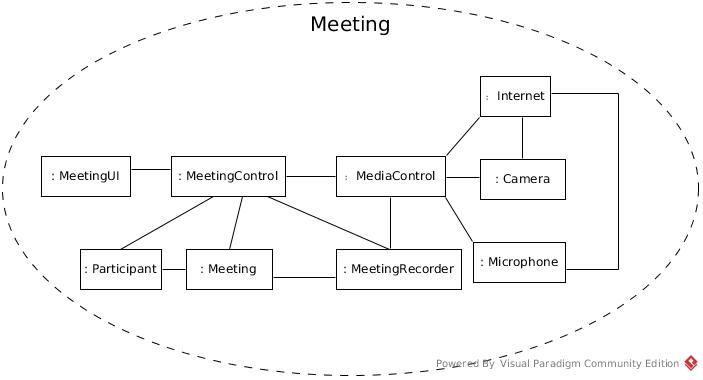 Meeting
: Internet
: MeetingUI
: MeetingControl
: MediaControl
: Camera
: Participant
: Meeting
: MeetingRecorder
: Microphone
Powered By Visual Paradigm Community Edition